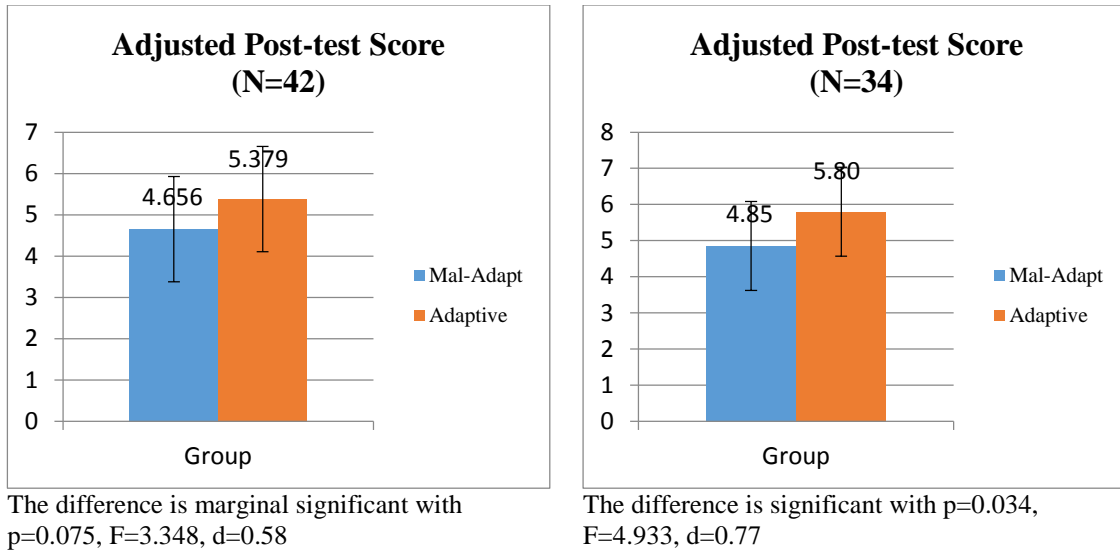 Adjusted Post-test Score
(N=42)
7
6
5
4
3
2
1
0
4.656
5.379
Group
Mal-Adapt
Adaptive
The difference is marginal significant with
p=0.075, F=3.348, d=0.58
Adjusted Post-test Score
(N=34)
8
7
6
5
4
3
2
1
0
4.85
5.80
Group
Mal-Adapt
Adaptive
The difference is significant with p=0.034,
F=4.933, d=0.77